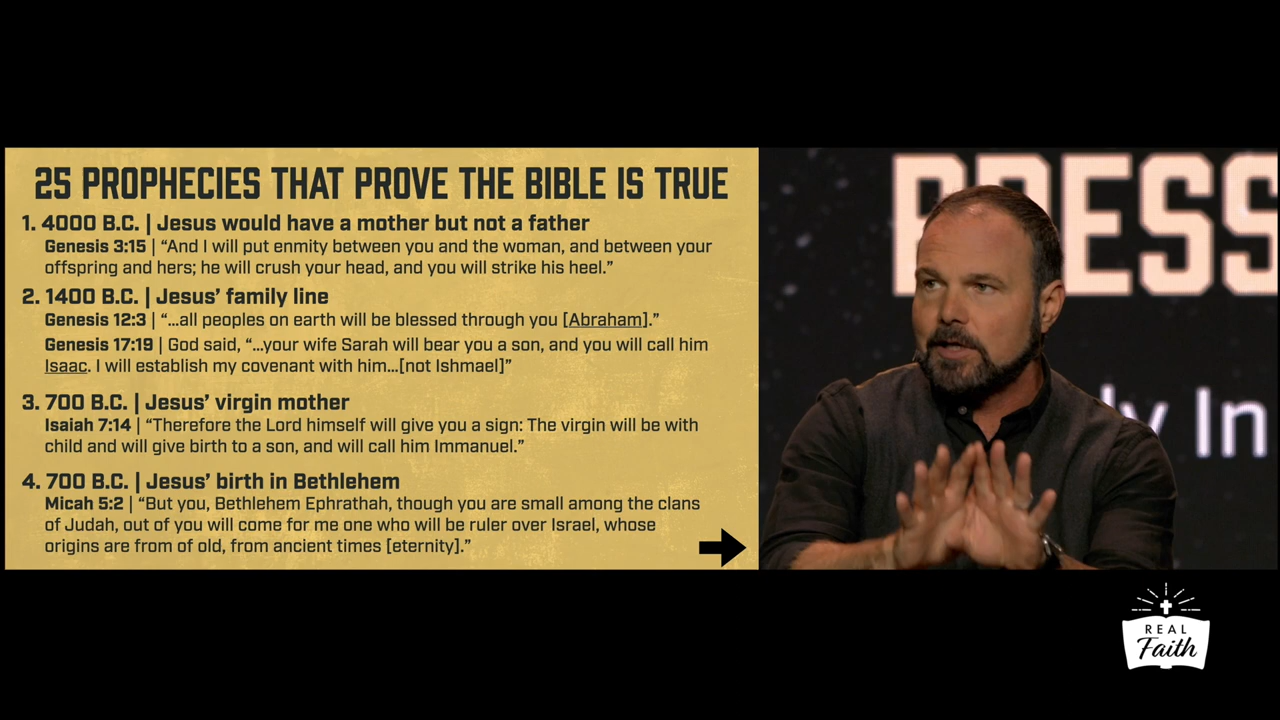 25 PROPHECIES THAT PROVE THE BIBLE IS TRUE
1. 4000 B.C. | Jesus would have a mother but not a father
Genesis 3:15 | “And I will put enmity between you and the woman, and between your
offspring and hers; he will crush your head, and you will strike his heel.”
2. 1400 B.C. | Jesus’ family line
Genesis 12:3 | “...all peoples on earth will be blessed through you [Abraham].”
Genesis 17:19 | God said, “...your wife Sarah will bear you a son, and you will call him
Isaac. I will establish my covenant with him...[not Ishmael]”
3. 700 B.C. | Jesus’ virgin mother
Isaiah 7:14 | “Therefore the Lord himself will give you a sign: The virgin will be with
child and will give birth to a son, and will call him Immanuel.”
4. 700 B.C. | Jesus’ birth in Bethlehem
Micah 5:2 | “But you, Bethlehem Ephrathah, though you are small among the clans
of Judah, out of you will come for me one who will be ruler over Israel, whose
origins are from of old, from ancient times [eternity].”
PRESS
ly In
REAL
Faith